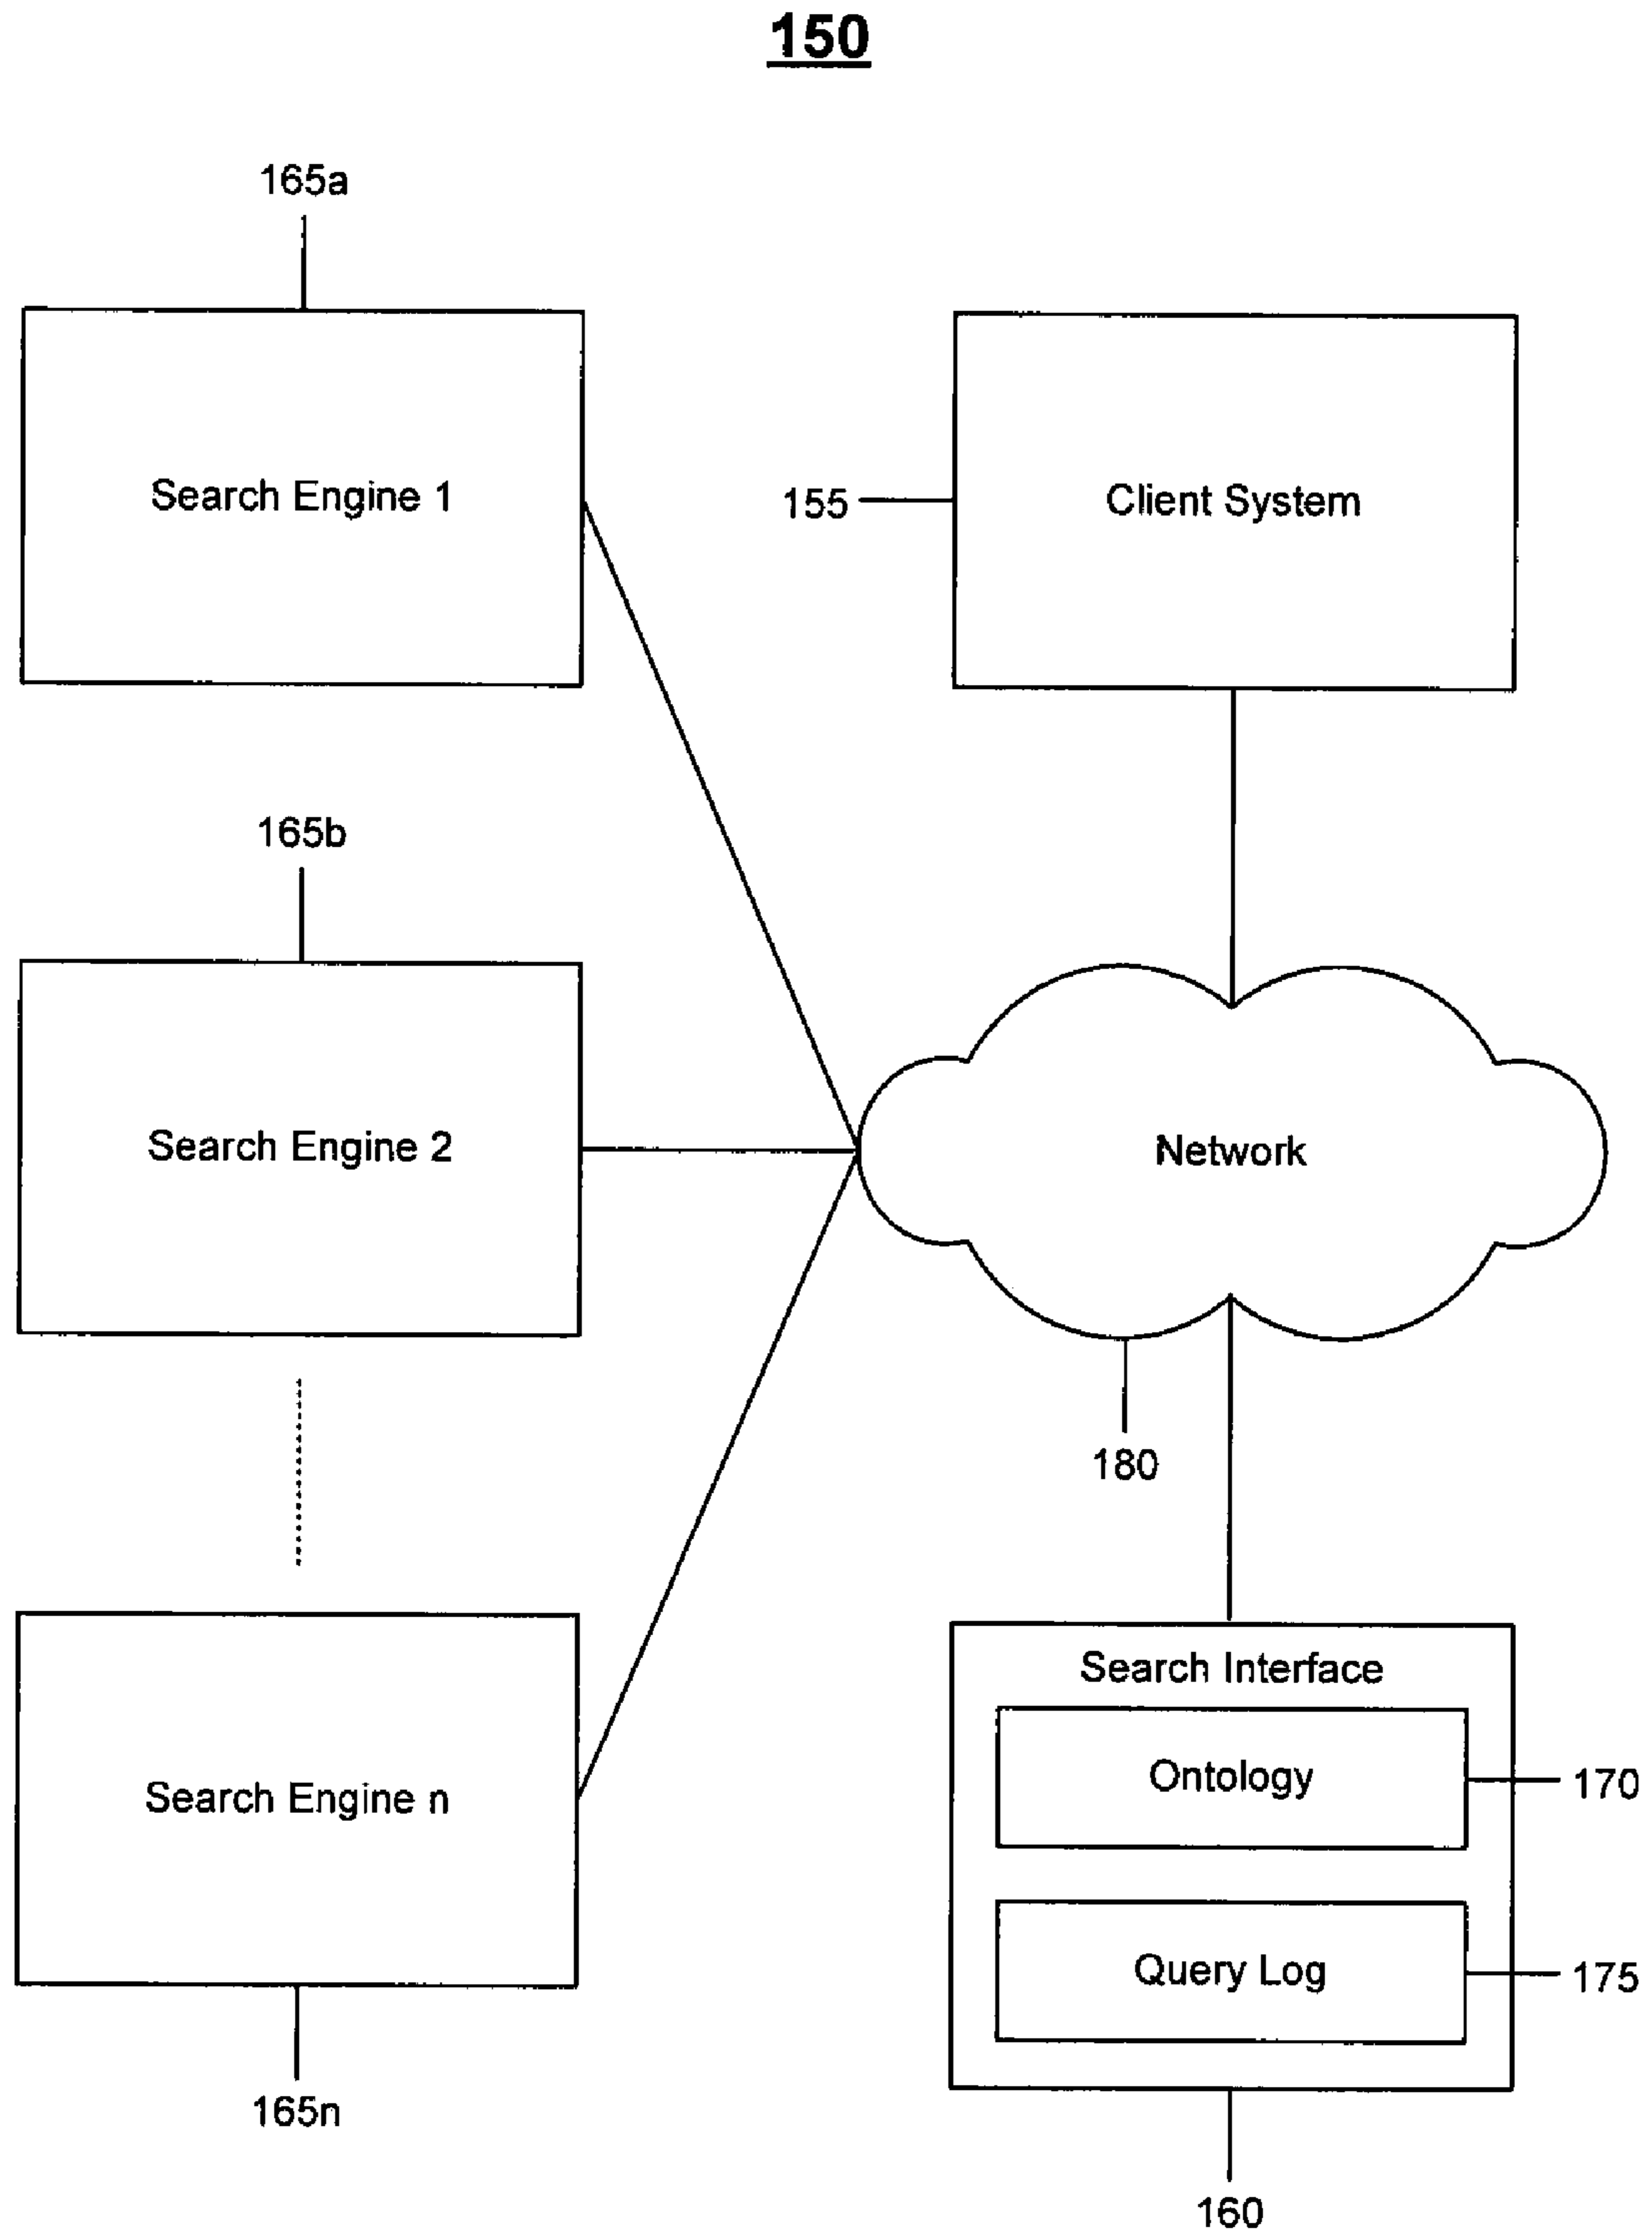 150
165a
Search Engine 1
155
Client System
165b
Search Engine 2
Network
180
Search Interface
Ontology
170
Search Engine n
Query Log
175
165n
160